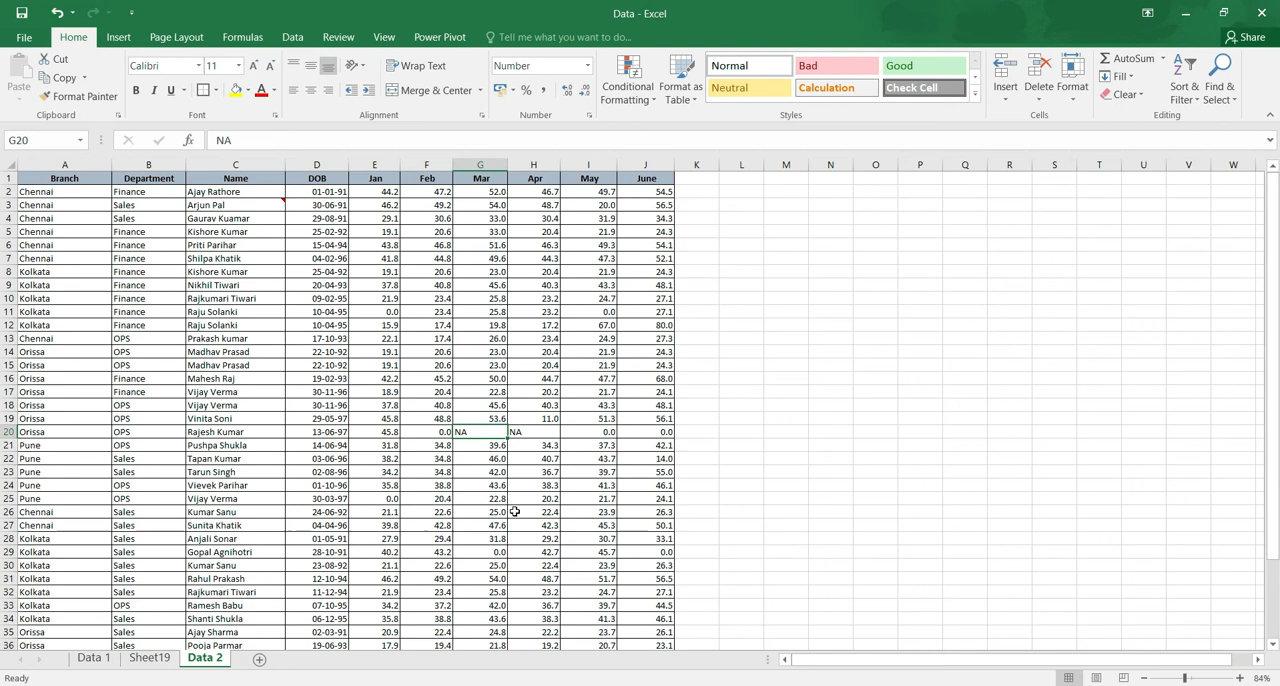 Data - Excel
File Home Insert Page Layout Formulas Data Review View Power Pivot Tell me what you want to do... Share
Paste Cut Calibri 11 A A Wrap Text Number Conditional Formatting Format as Table Normal Bad Good Insert Delete Format AutoSum Sort & Filter Find & Select
Copy Fill
Format Painter B I U A Merge & Center % , Neutral Calculation Check Cell Clear
Clipboard Font Alignment Number Styles Cells Editing
G20 fx NA
A B C D E F G H I J K L M N O P Q R S T U V W
1 Branch Department Name DOB Jan Feb Mar Apr May June
2 Chennai Finance Ajay Rathore 01-01-91 44.2 47.2 52.0 46.7 49.7 54.5
3 Chennai Sales Arjun Pal 30-06-91 46.2 49.2 54.0 48.7 20.0 56.5
4 Chennai Sales Gaurav Kuamar 29-08-91 29.1 30.6 33.0 30.4 31.9 34.3
5 Chennai Finance Kishore Kumar 25-02-92 19.1 20.6 33.0 20.4 21.9 24.3
6 Chennai Finance Priti Parihar 15-04-94 43.8 46.8 51.6 46.3 49.3 54.1
7 Chennai Finance Shilpa Khatik 04-02-96 41.8 44.8 49.6 44.3 47.3 52.1
8 Kolkata Finance Kishore Kumar 25-04-92 19.1 20.6 23.0 20.4 21.9 24.3
9 Kolkata Finance Nikhil Tiwari 20-04-93 37.8 40.8 45.6 40.3 43.3 48.1
10 Kolkata Finance Rajkumari Tiwari 09-02-95 21.9 23.4 25.8 23.2 24.7 27.1
11 Kolkata Finance Raju Solanki 10-04-95 0.0 23.4 25.8 23.2 0.0 27.1
12 Kolkata Finance Raju Solanki 10-04-95 15.9 17.4 19.8 17.2 67.0 80.0
13 Chennai OPS Prakash kumar 17-10-93 22.1 17.4 26.0 23.4 24.9 27.3
14 Orissa OPS Madhav Prasad 22-10-92 19.1 20.6 23.0 20.4 21.9 24.3
15 Orissa OPS Madhav Prasad 22-10-92 19.1 20.6 23.0 20.4 21.9 24.3
16 Orissa Finance Mahesh Raj 19-02-93 42.2 45.2 50.0 44.7 47.7 68.0
17 Orissa Finance Vijay Verma 30-11-96 18.9 20.4 22.8 20.2 21.7 24.1
18 Orissa OPS Vijay Verma 30-11-96 37.8 40.8 45.6 40.3 43.3 48.1
19 Orissa OPS Vinita Soni 29-05-97 45.8 48.8 53.6 11.0 51.3 56.1
20 Orissa OPS Rajesh Kumar 13-06-97 45.8 0.0 NA NA 0.0 0.0
21 Pune OPS Pushpa Shukla 14-06-94 31.8 34.8 39.6 34.3 37.3 42.1
22 Pune Sales Tapan Kumar 03-06-96 38.2 34.8 46.0 40.7 43.7 14.0
23 Pune Sales Tarun Singh 02-08-96 34.2 34.8 42.0 36.7 39.7 55.0
24 Pune OPS Vievek Parihar 01-10-96 35.8 38.8 43.6 38.3 41.3 46.1
25 Pune OPS Vijay Verma 30-03-97 0.0 20.4 22.8 20.2 21.7 24.1
26 Chennai Sales Kumar Sanu 24-06-92 21.1 22.6 25.0 22.4 23.9 26.3
27 Chennai Sales Sunita Khatik 04-04-96 39.8 42.8 47.6 42.3 45.3 50.1
28 Kolkata Sales Anjali Sonar 01-05-91 27.9 29.4 31.8 29.2 30.7 33.1
29 Kolkata Sales Gopal Agnihotri 28-10-91 40.2 43.2 0.0 42.7 45.7 0.0
30 Kolkata Sales Kumar Sanu 23-08-92 21.1 22.6 25.0 22.4 23.9 26.3
31 Kolkata Sales Rahul Prakash 12-10-94 46.2 49.2 54.0 48.7 51.7 56.5
32 Kolkata Sales Rajkumari Tiwari 11-12-94 21.9 23.4 25.8 23.2 24.7 27.1
33 Kolkata OPS Ramesh Babu 07-10-95 34.2 37.2 42.0 36.7 39.7 44.5
34 Kolkata Sales Shanti Shukla 06-12-95 35.8 38.8 43.6 38.3 41.3 46.1
35 Orissa Sales Ajay Sharma 02-03-91 20.9 22.4 24.8 22.2 23.7 26.1
36 Orissa Sales Pooja Parmar 19-06-93 17.9 19.4 21.8 19.2 20.7 23.1
Data 1 Sheet19 Data 2
Ready 84%